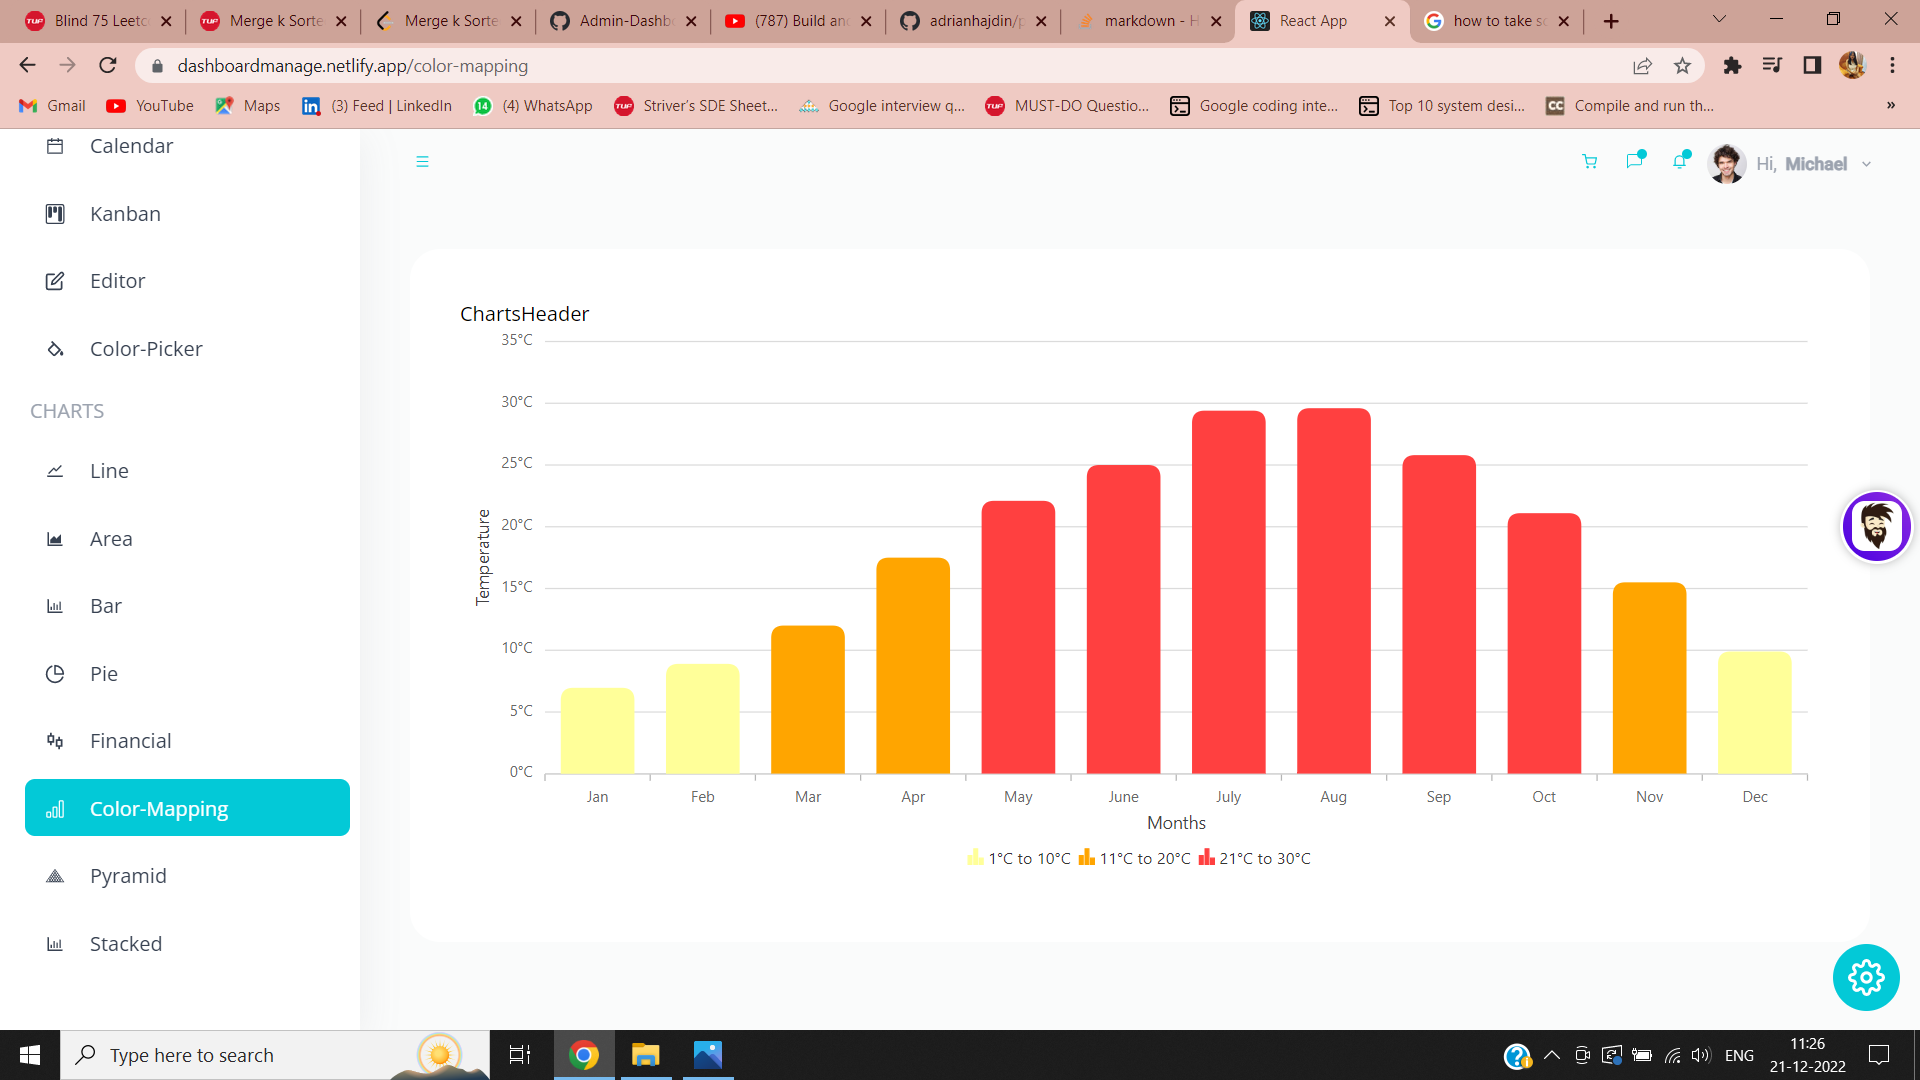 Blind 75 Leetc
Merge k Sorte
Merge k Sorte
Admin-Dashb
(787) Build an
adrianhajdin/p
markdown - H
React App
how to take s
dashboardmanage.netlify.app/color-mapping
Gmail
YouTube
Maps
(3) Feed | LinkedIn
14
(4) WhatsApp
TUF
Striver's SDE Sheet...
Google interview q...
TUF
MUST-DO Questio...
Google coding inte...
Top 10 system desi...
CC
Compile and run th...
»
Calendar
Kanban
Editor
Color-Picker
CHARTS
Line
Area
Bar
Pie
Financial
Color-Mapping
Pyramid
Stacked
Hi, Michael
ChartsHeader
35°C
30°C
25°C
20°C
15°C
10°C
5°C
0°C
Temperature
Jan Feb Mar Apr May June July Aug Sep Oct Nov Dec
Months
1°C to 10°C 11°C to 20°C 21°C to 30°C
Type here to search
ENG
11:26
21-12-2022